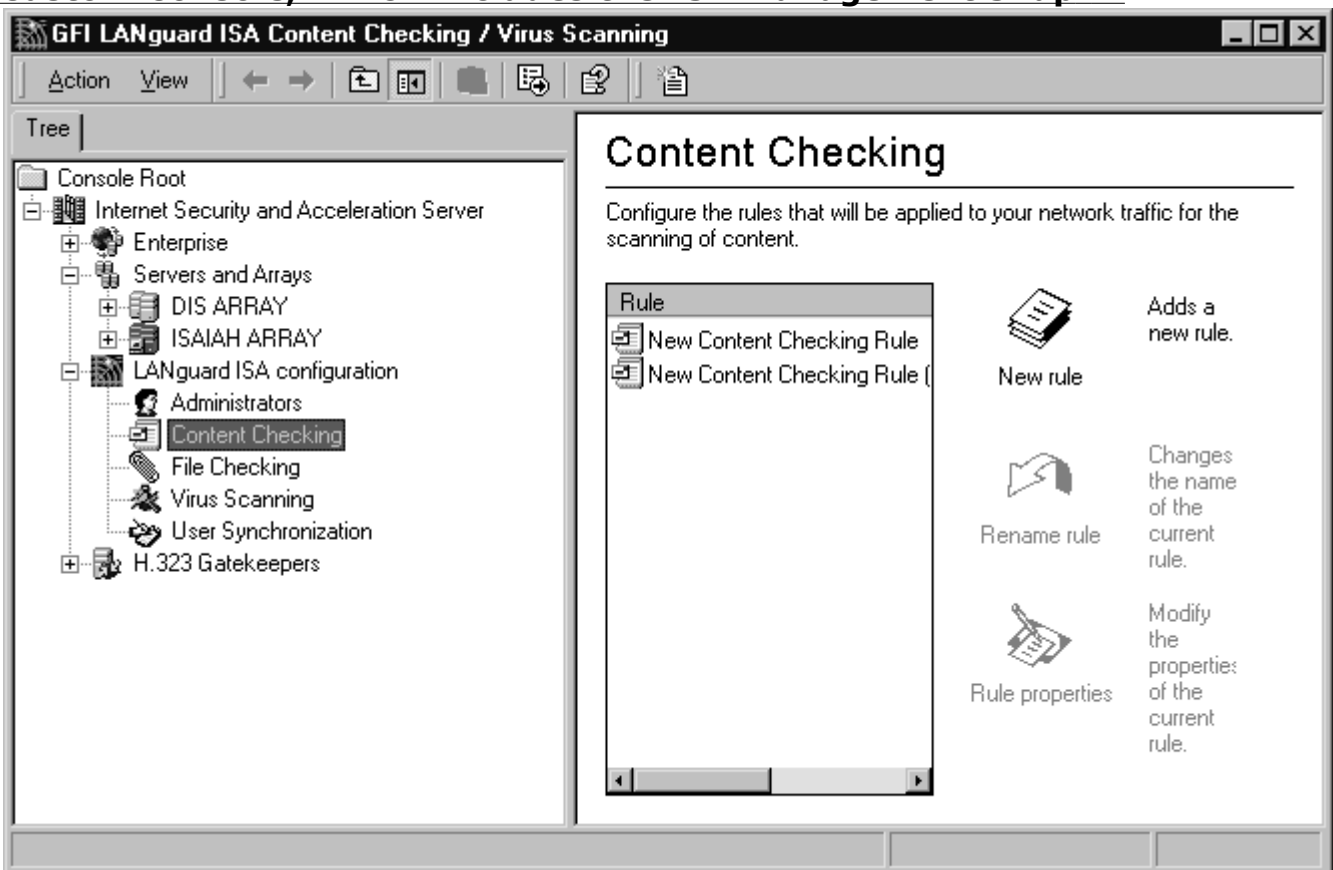 GFI LANguard ISA Content Checking / Virus Scanning
Action View
Tree
Console Root
Internet Security and Acceleration Server
Enterprise
Servers and Arrays
DIS ARRAY
ISAIAH ARRAY
LANguard ISA configuration
Administrators
Content Checking
File Checking
Virus Scanning
User Synchronization
H.323 Gatekeepers
Content Checking
Configure the rules that will be applied to your network traffic for the
scanning of content.
Rule
New Content Checking Rule
New Content Checking Rule (
New rule
Adds a
new rule.
Rename rule
Changes
the name
of the
current
rule.
Rule properties
Modify
the
properties
of the
current
rule.